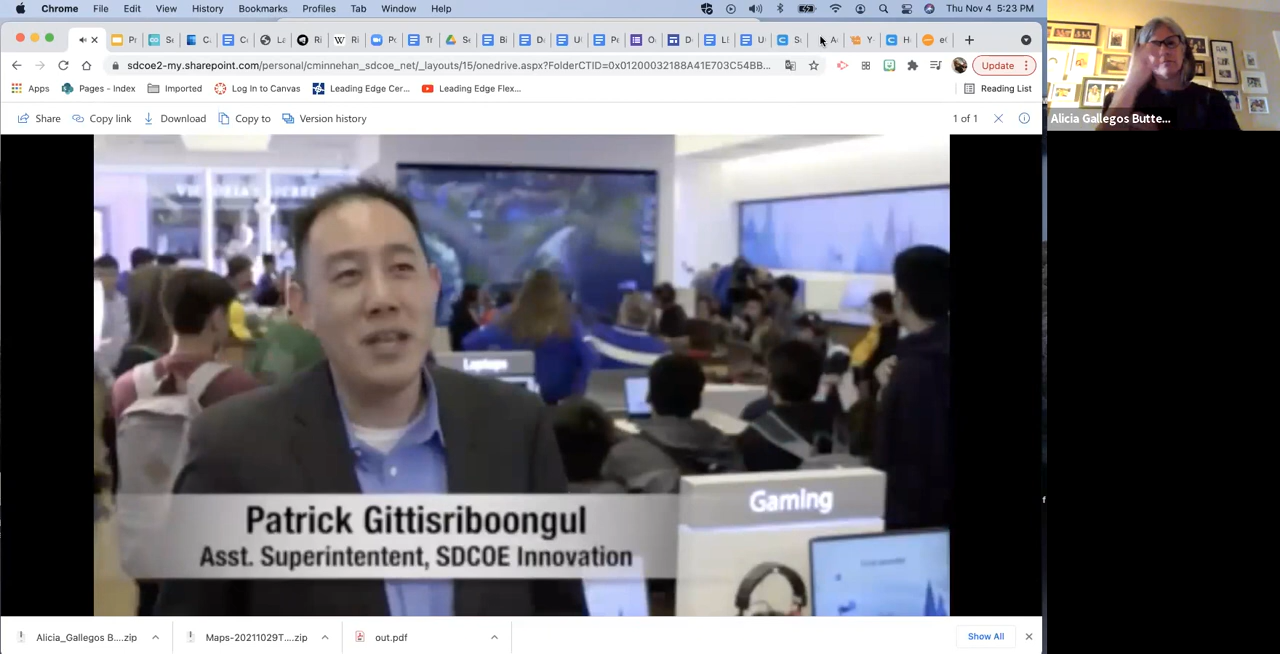 Chrome File Edit View History Bookmarks Profiles Tab Window Help Thu Nov 4 5:23 PM
sdcoe2-my.sharepoint.com/personal/cminnehan_sdcoe_net/_layouts/15/onedrive.aspx?FolderCTID=0x01200032188A41E703C54BB... Update
Apps Pages - Index Imported Log In to Canvas Leading Edge Cer... Leading Edge Flex... Reading List
Share Copy link Download Copy to Version history 1 of 1
Alicia Gallegos Butte...
Laptops
Gaming
Patrick Gittisriboongul
Asst. Superintentent, SDCOE Innovation
Alicia_Gallegos B....zip Maps-20211029T....zip out.pdf Show All